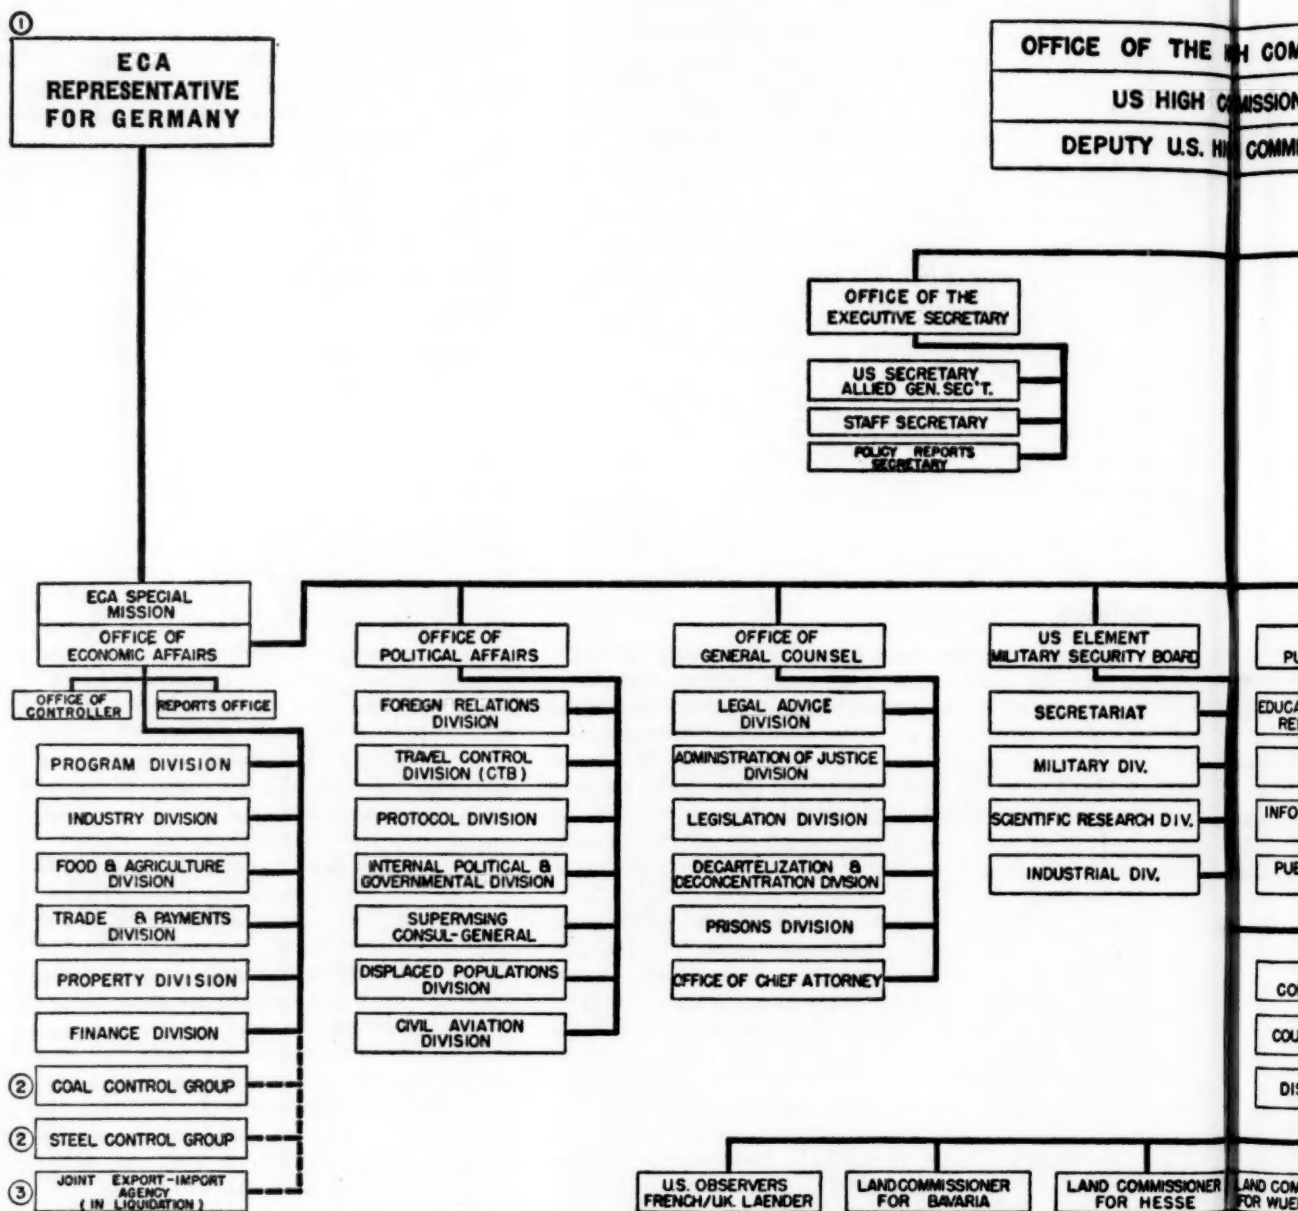 ①
ECA
REPRESENTATIVE
FOR GERMANY
OFFICE OF THE
US HIGH
DEPUTY U.S.
OFFICE OF THE
EXECUTIVE SECRETARY
US SECRETARY
ALLIED GEN. SEC'T.
STAFF SECRETARY
POLICY REPORTS
SECRETARY
ECA SPECIAL
MISSION
OFFICE OF
ECONOMIC AFFAIRS
OFFICE OF
CONTROLLER
REPORTS OFFICE
PROGRAM DIVISION
INDUSTRY DIVISION
FOOD & AGRICULTURE
DIVISION
TRADE & PAYMENTS
DIVISION
PROPERTY DIVISION
FINANCE DIVISION
② COAL CONTROL GROUP
② STEEL CONTROL GROUP
③ JOINT EXPORT-IMPORT
AGENCY
(IN LIQUIDATION)
OFFICE OF
POLITICAL AFFAIRS
FOREIGN RELATIONS
DIVISION
TRAVEL CONTROL
DIVISION (CTB)
PROTOCOL DIVISION
INTERNAL POLITICAL &
GOVERNMENTAL DIVISION
SUPERVISING
CONSUL-GENERAL
DISPLACED POPULATIONS
DIVISION
CIVIL AVIATION
DIVISION
OFFICE OF
GENERAL COUNSEL
LEGAL ADVICE
DIVISION
ADMINISTRATION OF JUSTICE
DIVISION
LEGISLATION DIVISION
DECARTELIZATION &
DECONCENTRATION DIVISION
PRISONS DIVISION
OFFICE OF CHIEF ATTORNEY
US ELEMENT
MILITARY SECURITY BOARD
SECRETARIAT
MILITARY DIV.
SCIENTIFIC RESEARCH DIV.
INDUSTRIAL DIV.
U.S. OBSERVERS
FRENCH/U.K. LAENDER
LAND COMMISSIONER
FOR BAVARIA
LAND COMMISSIONER
FOR HESSE
LAND
FOR